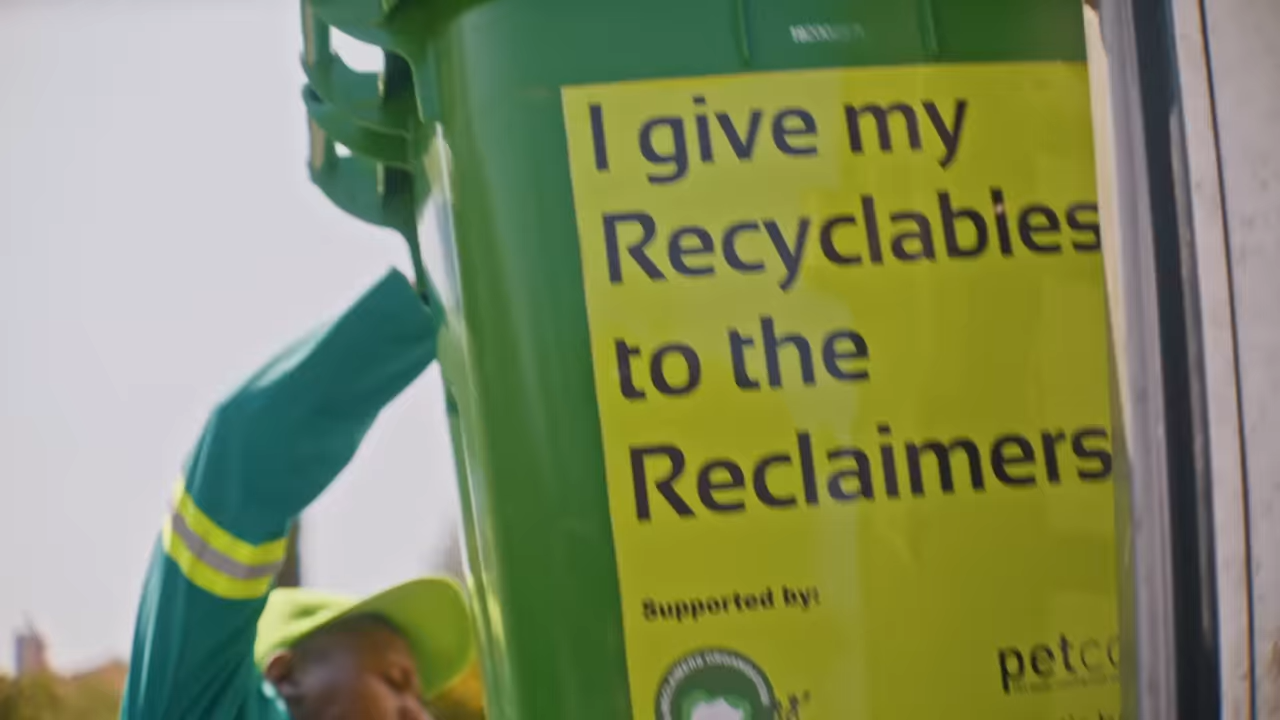 I give my
Recyclables
to the
Reclaimers
Supported by:
petco